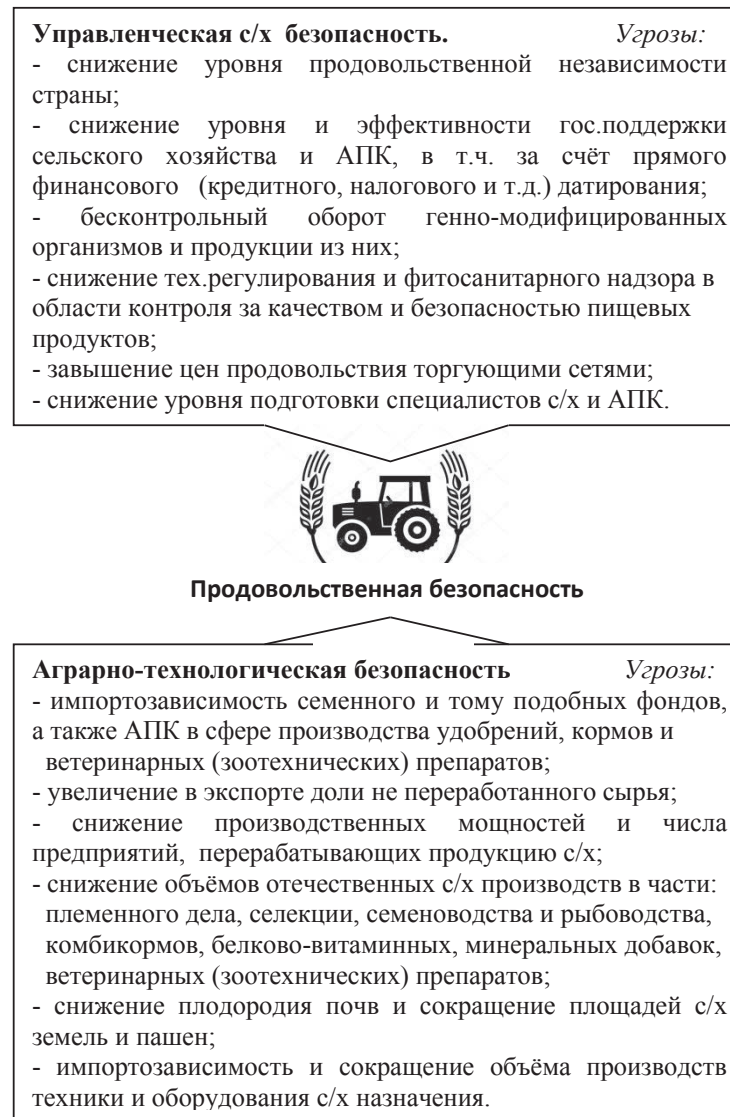 Управленческая с/х безопасность. Угрозы:
- снижение уровня продовольственной независимости
страны;
- снижение уровня и эффективности гос.поддержки
сельского хозяйства и АПК, в т.ч. за счёт прямого
финансового (кредитного, налогового и т.д.) датирования;
- бесконтрольный оборот генно-модифицированных
организмов и продукции из них;
- снижение тех.регулирования и фитосанитарного надзора в
области контроля за качеством и безопасностью пищевых
продуктов;
- завышение цен продовольствия торгующими сетями;
- снижение уровня подготовки специалистов с/х и АПК.
Продовольственная безопасность
Аграрно-технологическая безопасность Угрозы:
- импортозависимость семенного и тому подобных фондов,
а также АПК в сфере производства удобрений, кормов и
ветеринарных (зоотехнических) препаратов;
- увеличение в экспорте доли не переработанного сырья;
- снижение производственных мощностей и числа
предприятий, перерабатывающих продукцию с/х;
- снижение объёмов отечественных с/х производств в части:
племенного дела, селекции, семеноводства и рыбоводства,
комбикормов, белково-витаминных, минеральных добавок,
ветеринарных (зоотехнических) препаратов;
- снижение плодородия почв и сокращение площадей с/х
земель и пашен;
- импортозависимость и сокращение объёма производств
техники и оборудования с/х назначения.